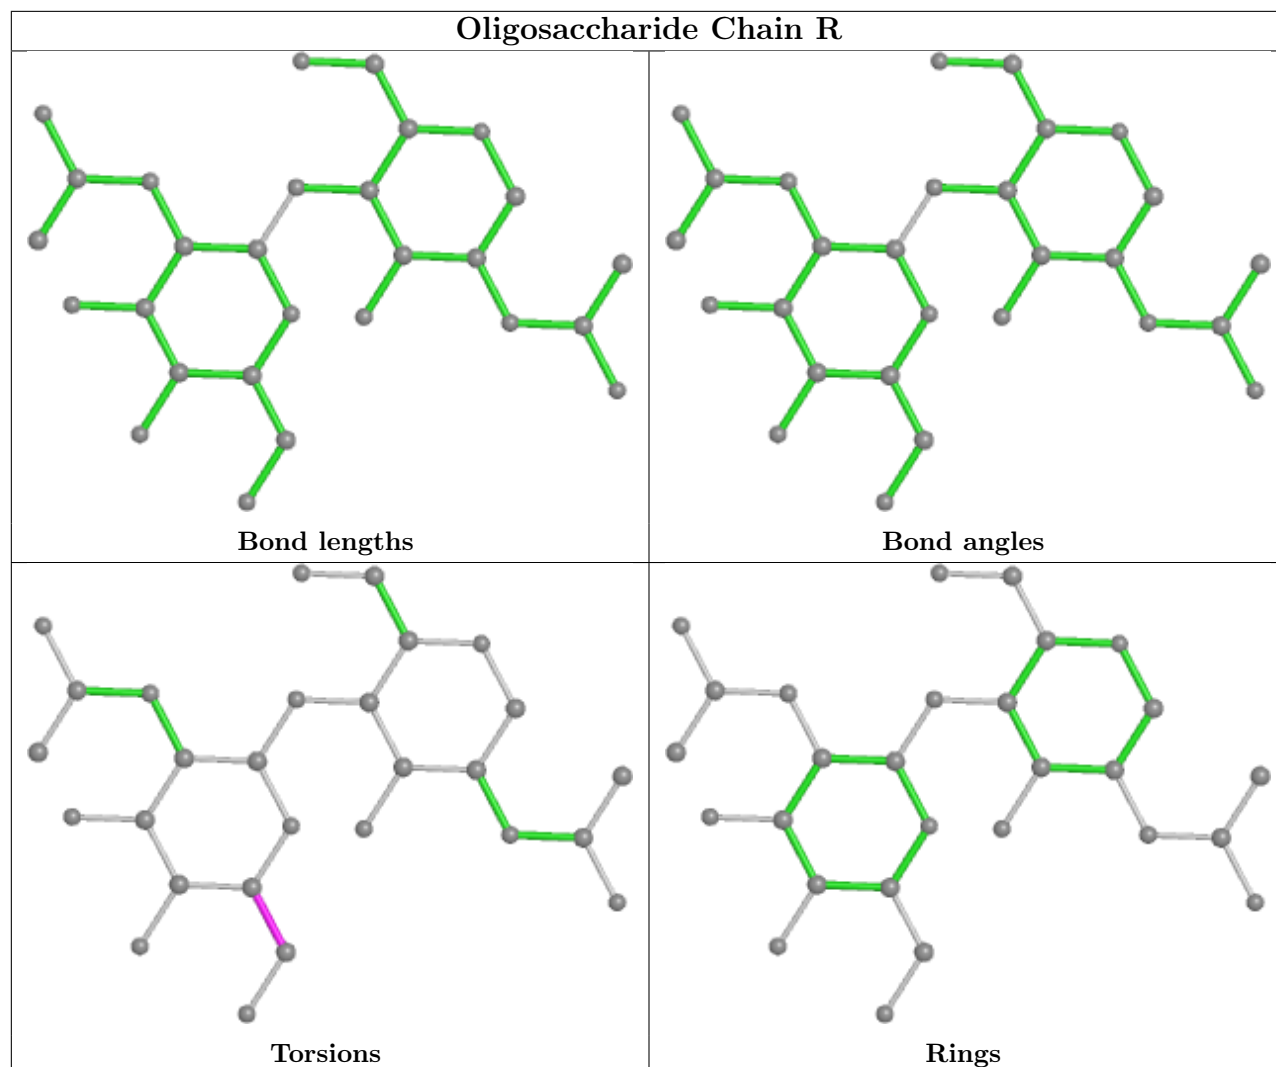 Oligosaccharide Chain R
Bond lengths
Bond angles
Torsions
Rings